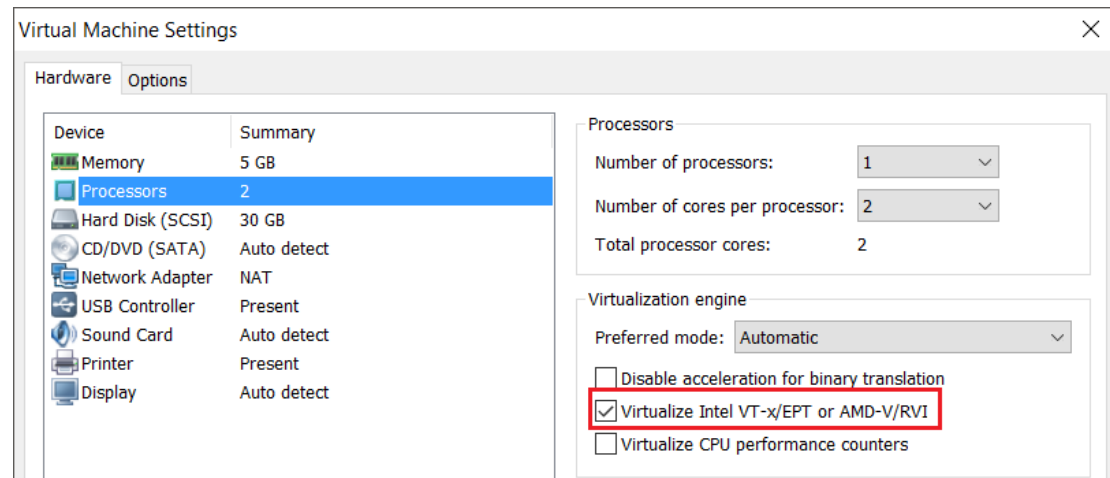 Virtual Machine Settings
Hardware Options
Device Summary
Memory 5 GB
Processors 2
Hard Disk (SCSI) 30 GB
CD/DVD (SATA) Auto detect
Network Adapter NAT
USB Controller Present
Sound Card Auto detect
Printer Present
Display Auto detect
Processors
Number of processors: 1
Number of cores per processor: 2
Total processor cores: 2
Virtualization engine
Preferred mode: Automatic
Disable acceleration for binary translation
Virtualize Intel VT-x/EPT or AMD-V/RVI
Virtualize CPU performance counters